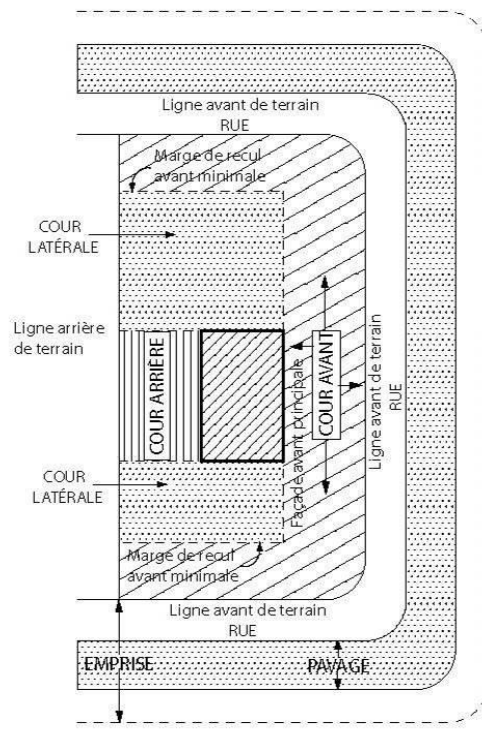 Ligne avant de terrain
RUE
Marge de recul
avant minimale
COUR
LATÉRALE
Ligne arrière
de terrain
COUR ARRIÈRE
Façade avant principale
COUR AVANT
Ligne avant de terrain
RUE
COUR
LATÉRALE
Marge de recul
avant minimale
Ligne avant de terrain
RUE
EMPRISE
PAVAGE